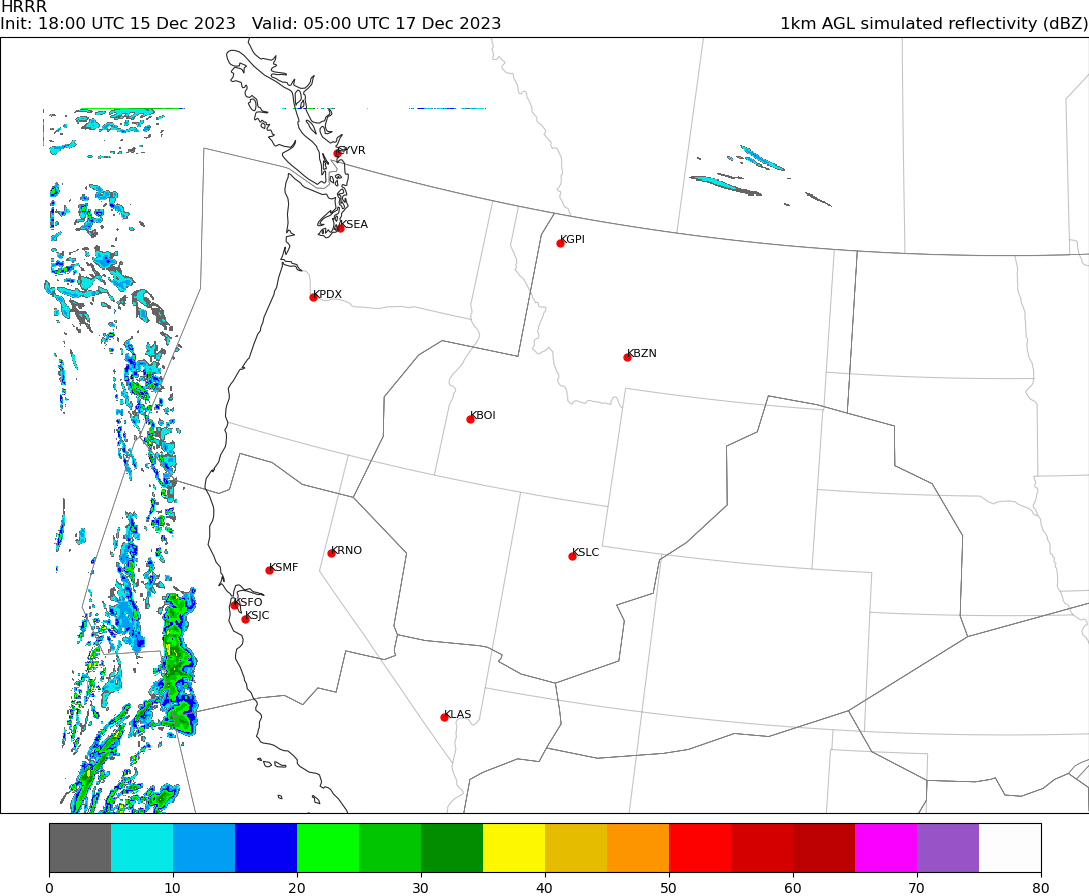 HRRR
Init: 18:00 UTC 15 Dec 2023   Valid: 05:00 UTC 17 Dec 2023   1km AGL simulated reflectivity (dBZ)
CYVR
KSEA
KGPI
KPDX
KBZN
KBOI
KRNO
KSLC
KSMF
KSFO
KSJC
KLAS
0 10 20 30 40 50 60 70 80